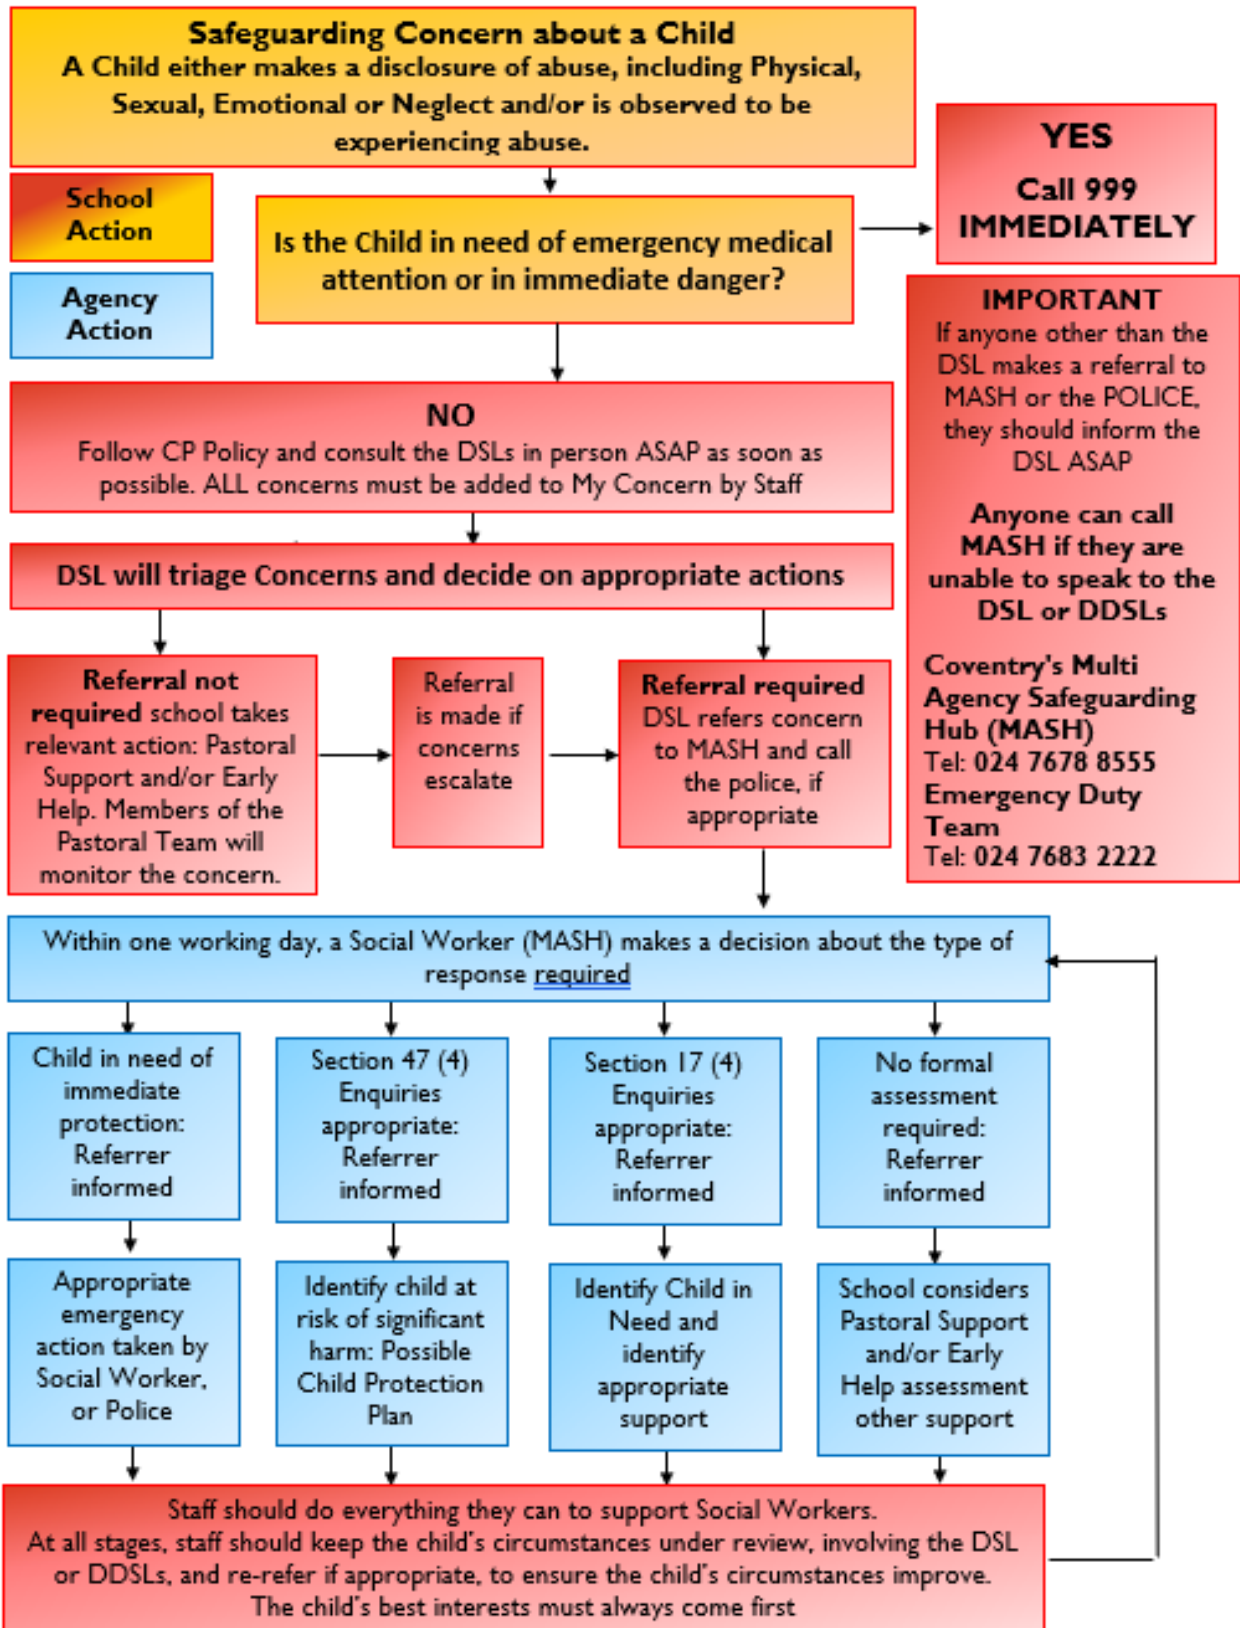 Safeguarding Concern about a Child
A Child either makes a disclosure of abuse, including Physical,
Sexual, Emotional or Neglect and/or is observed to be
experiencing abuse.
YES
Call 999
IMMEDIATELY
School
Action
Agency
Action
Is the Child in need of emergency medical
attention or in immediate danger?
IMPORTANT
If anyone other than the
DSL makes a referral to
MASH or the POLICE,
they should inform the
DSL ASAP
Anyone can call
MASH if they are
unable to speak to the
DSL or DDSLs
Coventry's Multi
Agency Safeguarding
Hub (MASH)
Tel: 024 7678 8555
Emergency Duty
Team
Tel: 024 7683 2222
NO
Follow CP Policy and consult the DSLs in person ASAP as soon as
possible. ALL concerns must be added to My Concern by Staff
DSL will triage Concerns and decide on appropriate actions
Referral not
required school takes
relevant action: Pastoral
Support and/or Early
Help. Members of the
Pastoral Team will
monitor the concern.
Referral
is made if
concerns
escalate
Referral required
DSL refers concern
to MASH and call
the police, if
appropriate
Within one working day, a Social Worker (MASH) makes a decision about the type of
response required
Child in need of
immediate
protection:
Referrer
informed
Section 47 (4)
Enquiries
appropriate:
Referrer
informed
Section 17 (4)
Enquiries
appropriate:
Referrer
informed
No formal
assessment
required:
Referrer
informed
Appropriate
emergency
action taken by
Social Worker,
or Police
Identify child at
risk of significant
harm: Possible
Child Protection
Plan
Identify Child in
Need and
identify
appropriate
support
School considers
Pastoral Support
and/or Early
Help assessment
other support
Staff should do everything they can to support Social Workers.
At all stages, staff should keep the child's circumstances under review, involving the DSL
or DDSLs, and re-refer if appropriate, to ensure the child's circumstances improve.
The child's best interests must always come first